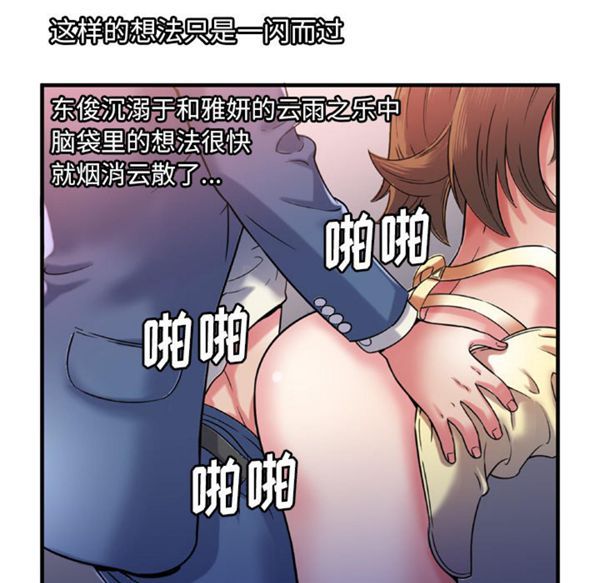 这样的想法只是一闪而过
东俊沉溺于和雅妍的云雨之乐中
脑袋里的想法很快
就烟消云散了...
啪啪
啪啪
啪啪